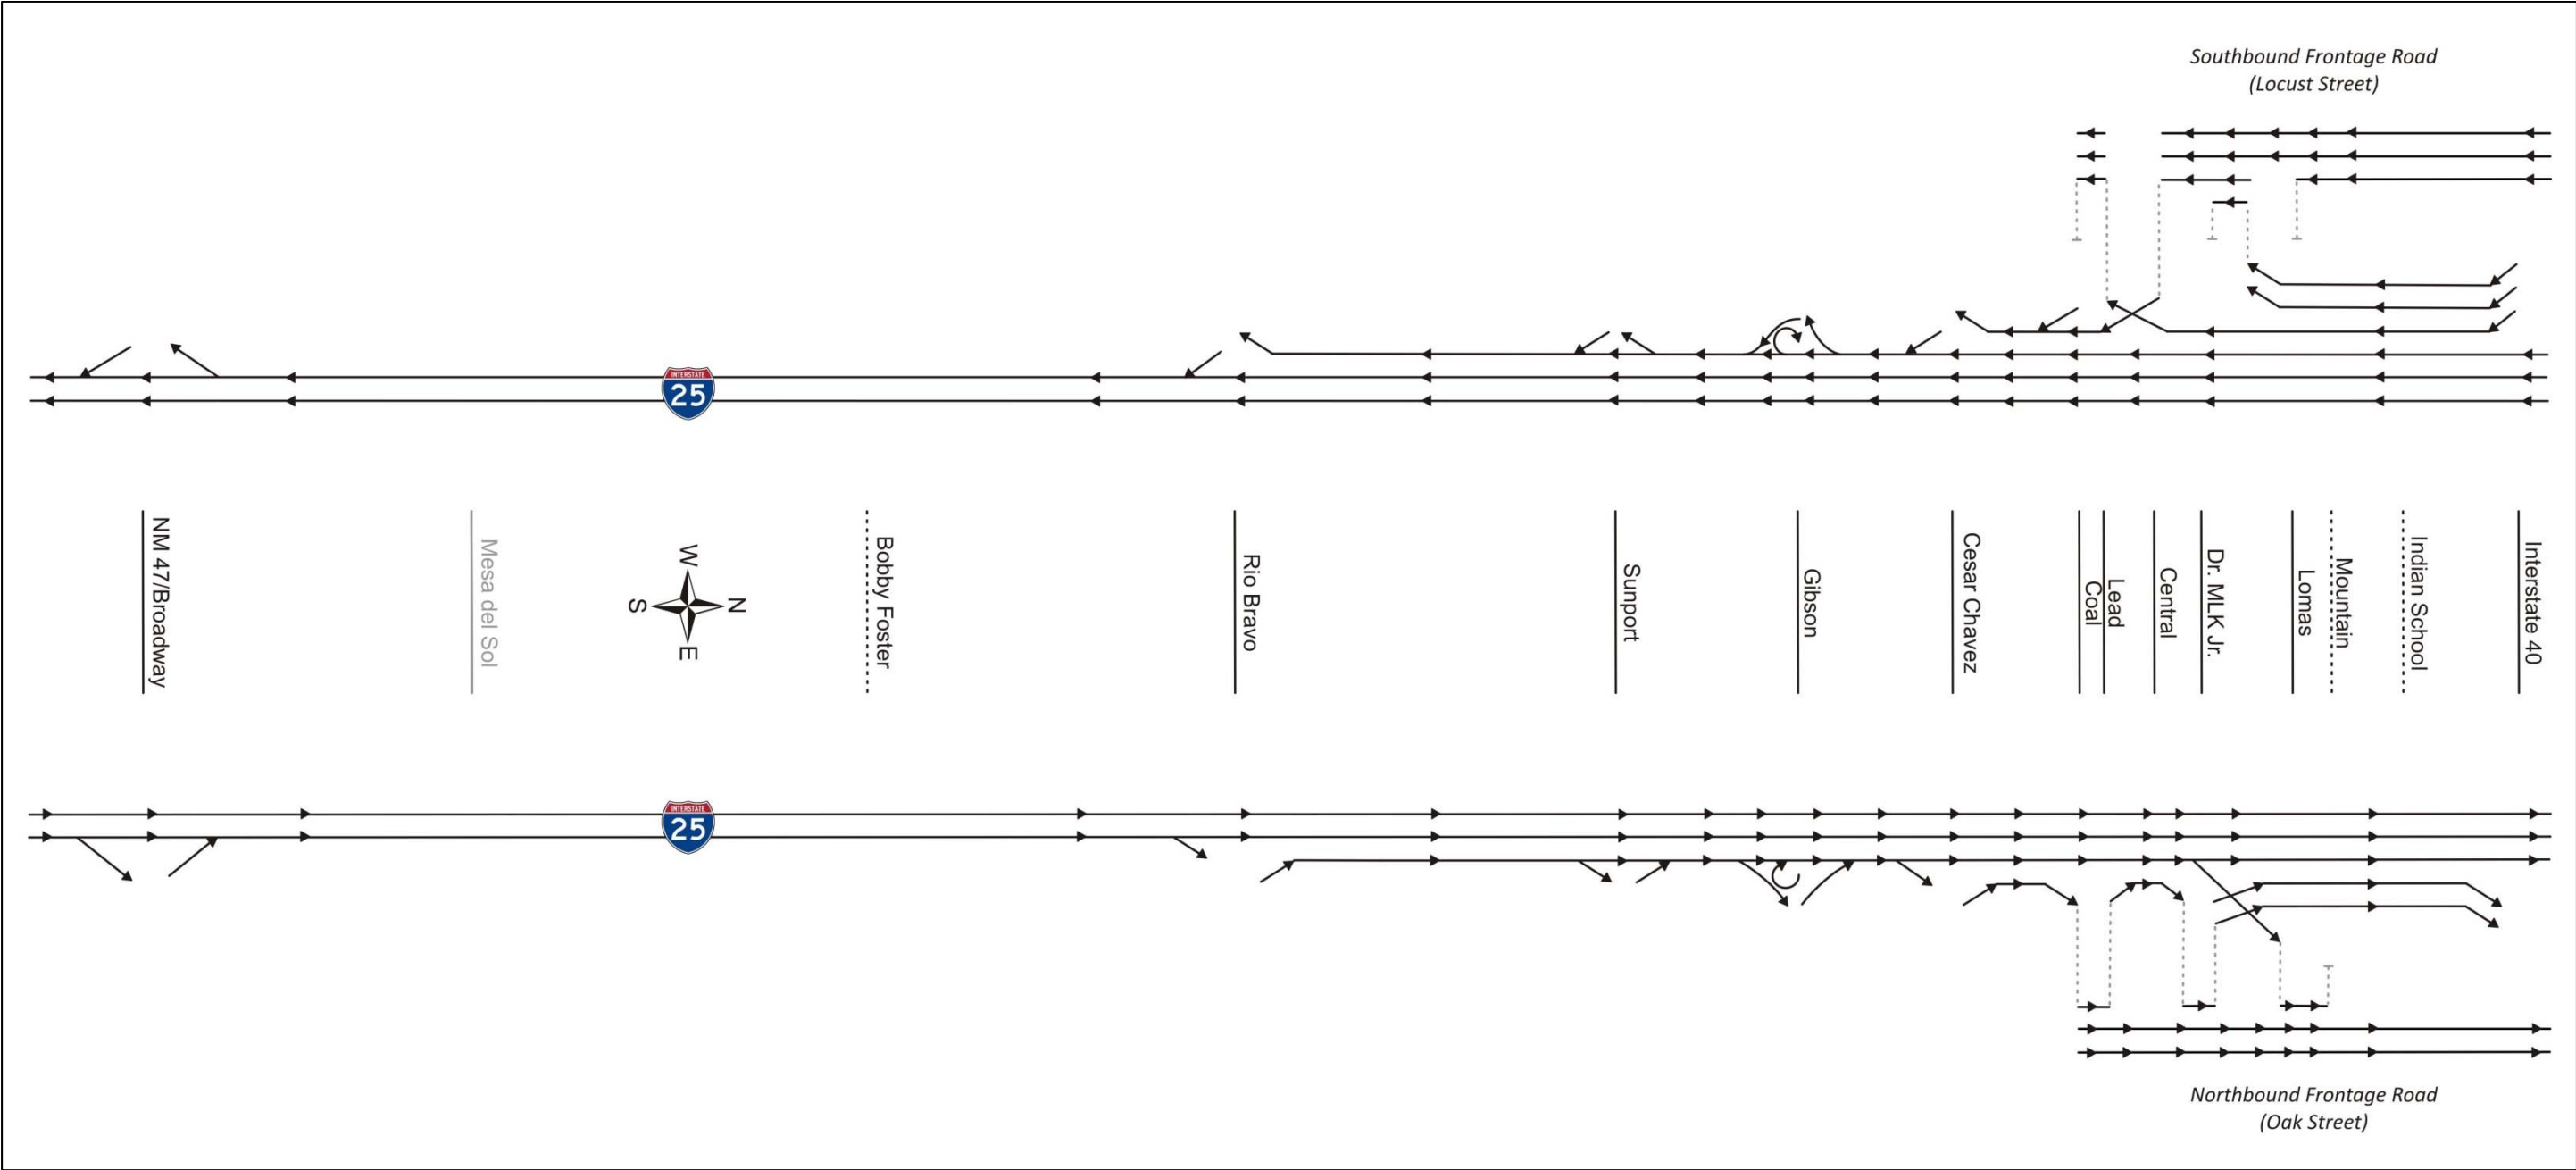 Southbound Frontage Road
(Locust Street)
INTERSTATE
25
NM 47/Broadway
Mesa del Sol
W
N
S
E
Bobby Foster
Rio Bravo
Sunport
Gibson
Cesar Chavez
Coal
Lead
Central
Dr. MLK Jr.
Lomas
Mountain
Indian School
Interstate 40
INTERSTATE
25
Northbound Frontage Road
(Oak Street)